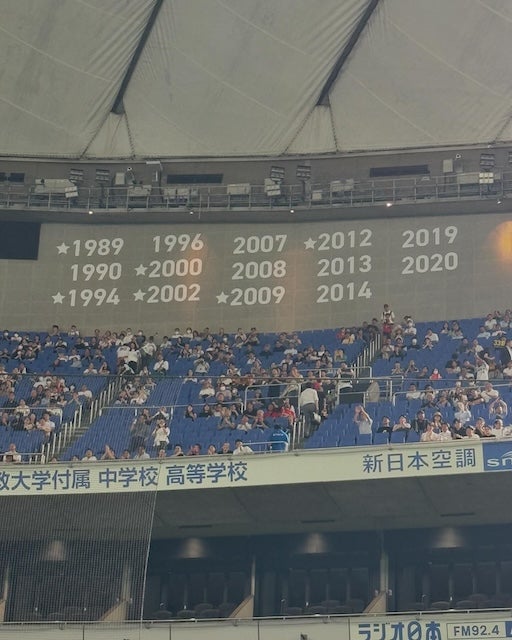 ★1989 1996 2007 ★2012 2019
1990 ★2000 2008 2013 2020
★1994 ★2002 ★2009 2014
大学付属 中学校 高等学校
新日本空調
sn
ラジオ日本 FM92.4